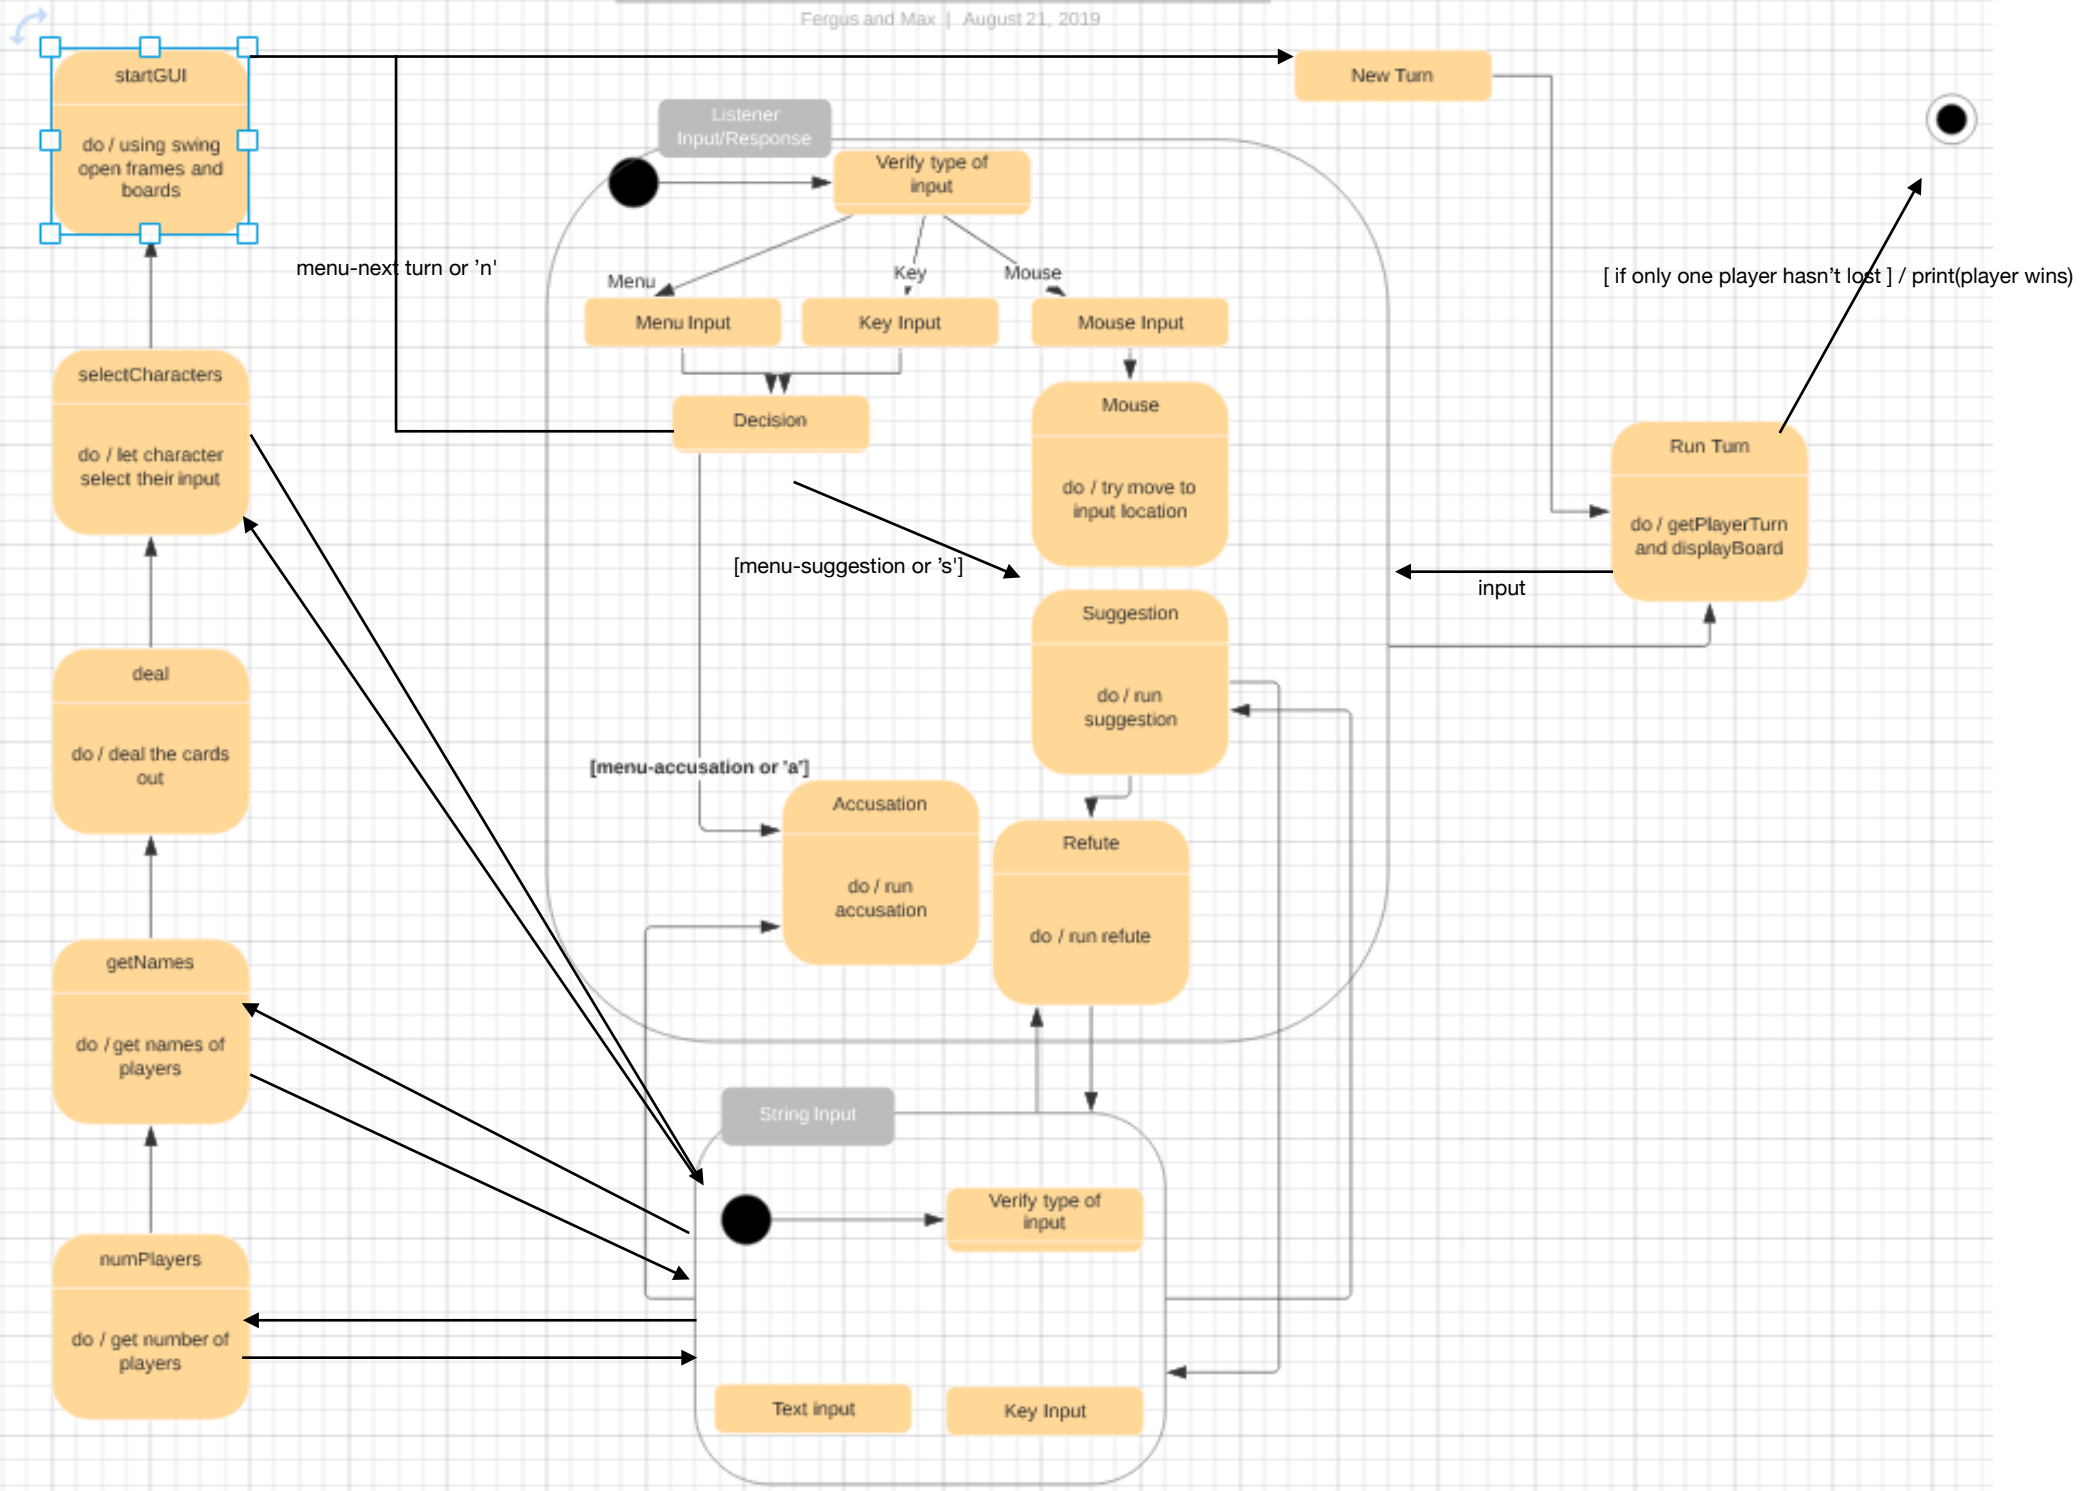 Fergus and Max | August 21, 2019
startGUI
do / using swing
open frames and
boards
New Turn
Listener
Input/Response
Verify type of
input
menu-next turn or ’n'
Menu
Key
Mouse
[ if only one player hasn’t lost ] / print(player wins)
Menu Input
Key Input
Mouse Input
selectCharacters
do / let character
select their input
Decision
Mouse
do / try move to
input location
Run Turn
do / getPlayerTurn
and displayBoard
[menu-suggestion or ’s']
input
Suggestion
do / run
suggestion
deal
do / deal the cards
out
[menu-accusation or 'a']
Accusation
do / run
accusation
Refute
do / run refute
getNames
do / get names of
players
String Input
Verify type of
input
numPlayers
do / get number of
players
Text input
Key Input